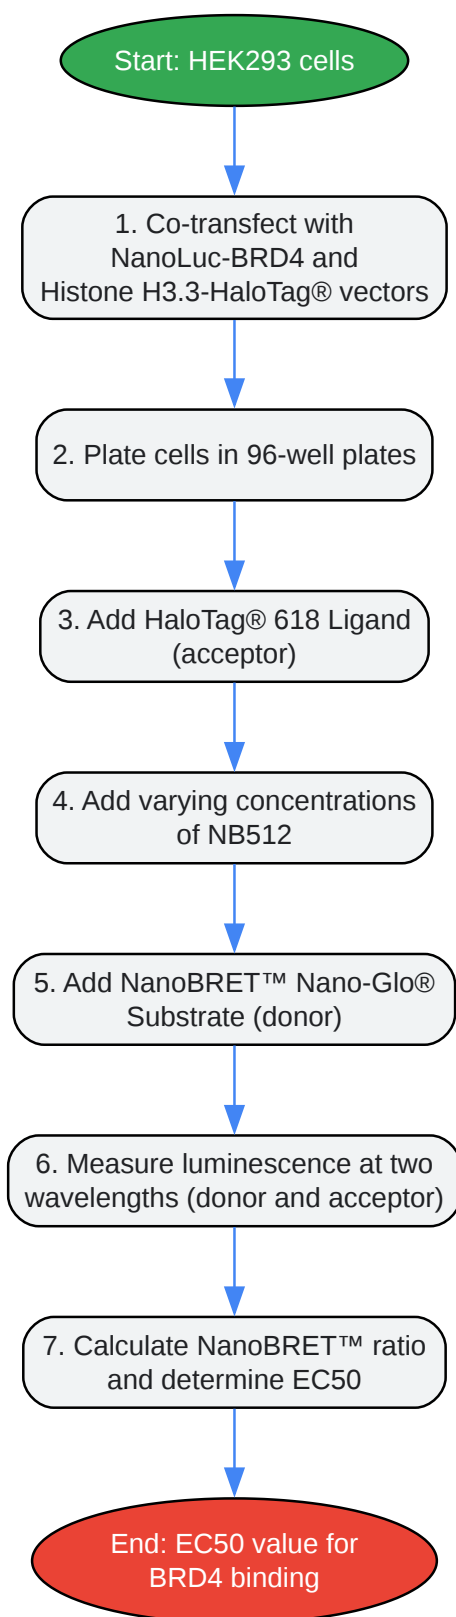 Start: HEK293 cells
1. Co-transfect with
NanoLuc-BRD4 and
Histone H3.3-HaloTag® vectors
2. Plate cells in 96-well plates
3. Add HaloTag® 618 Ligand
(acceptor)
4. Add varying concentrations
of NB512
5. Add NanoBRET™ Nano-Glo®
Substrate (donor)
6. Measure luminescence at two
wavelengths (donor and acceptor)
7. Calculate NanoBRET™ ratio
and determine EC50
End: EC50 value for
BRD4 binding